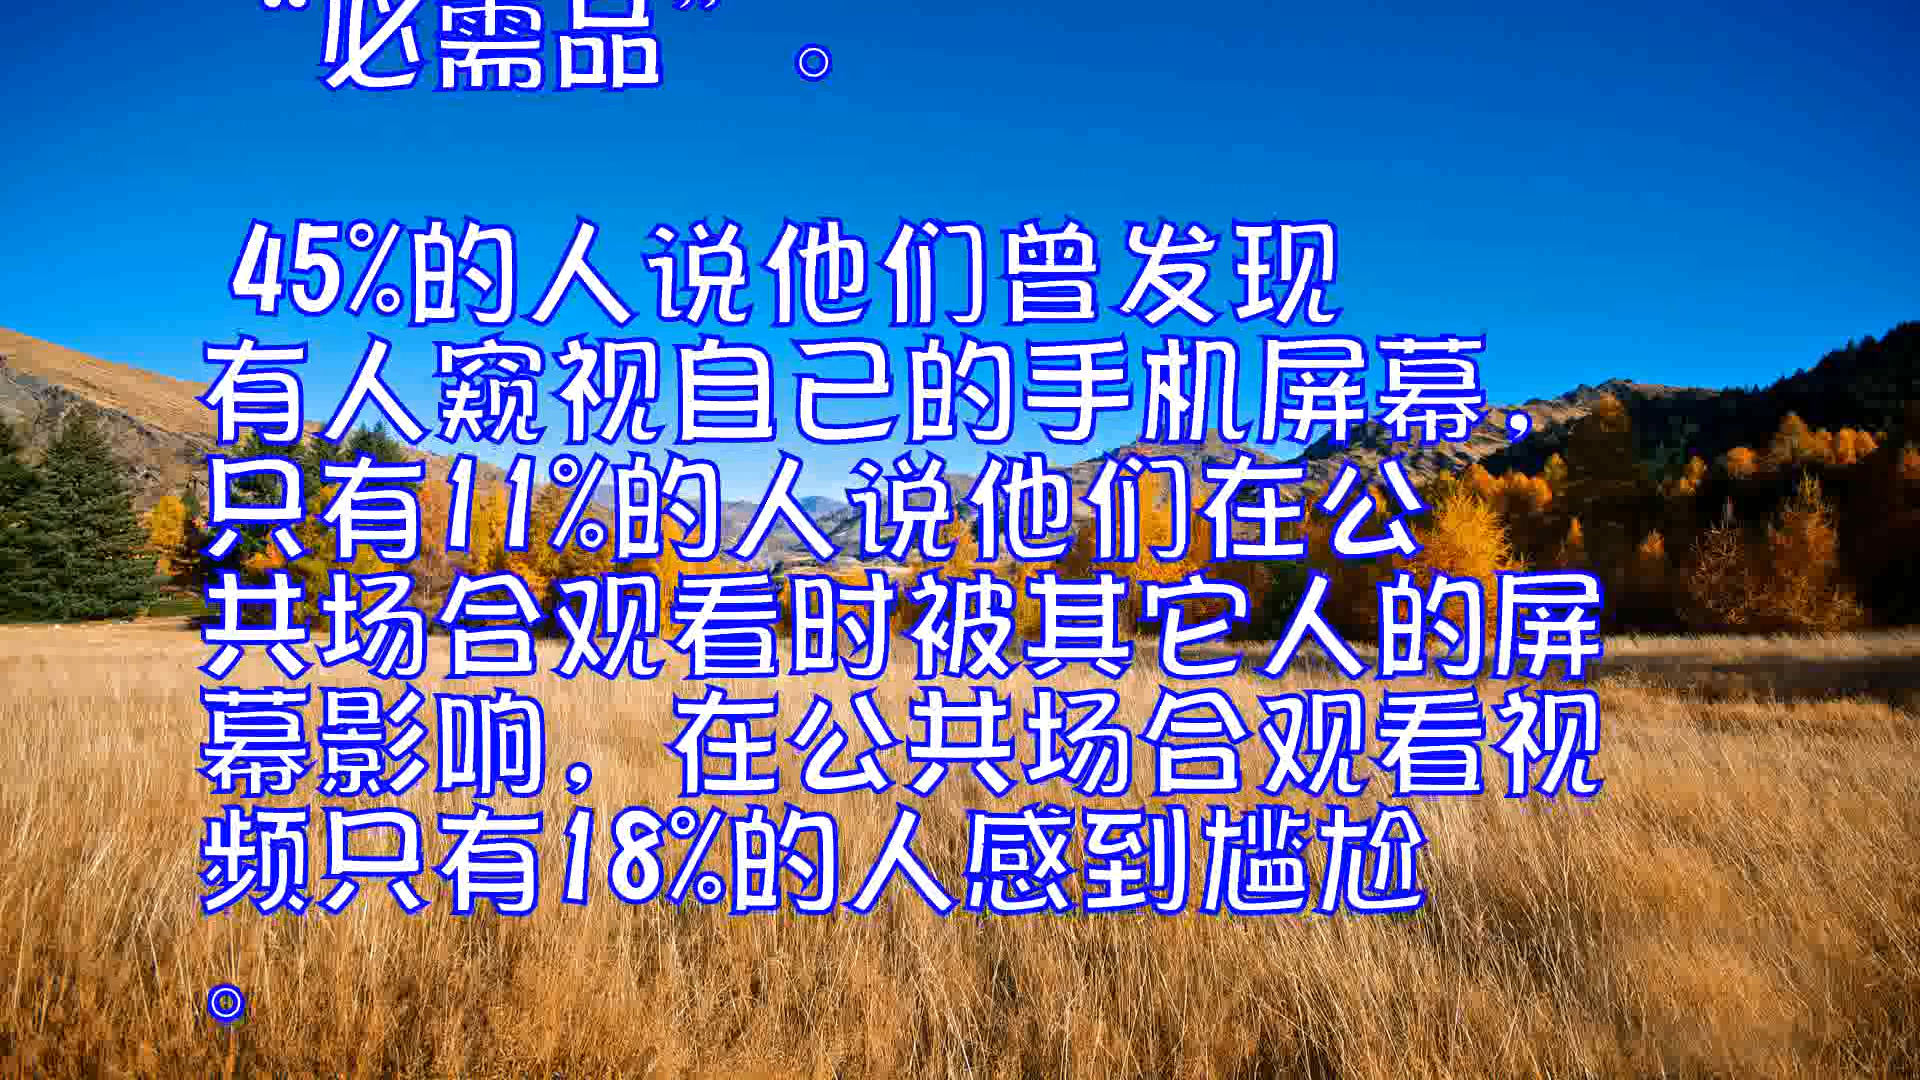 “必需品”。
45%的人说他们曾发现
有人窥视自己的手机屏幕，
只有11%的人说他们在公
共场合观看时被其它人的屏
幕影响，在公共场合观看视
频只有18%的人感到尴尬
。